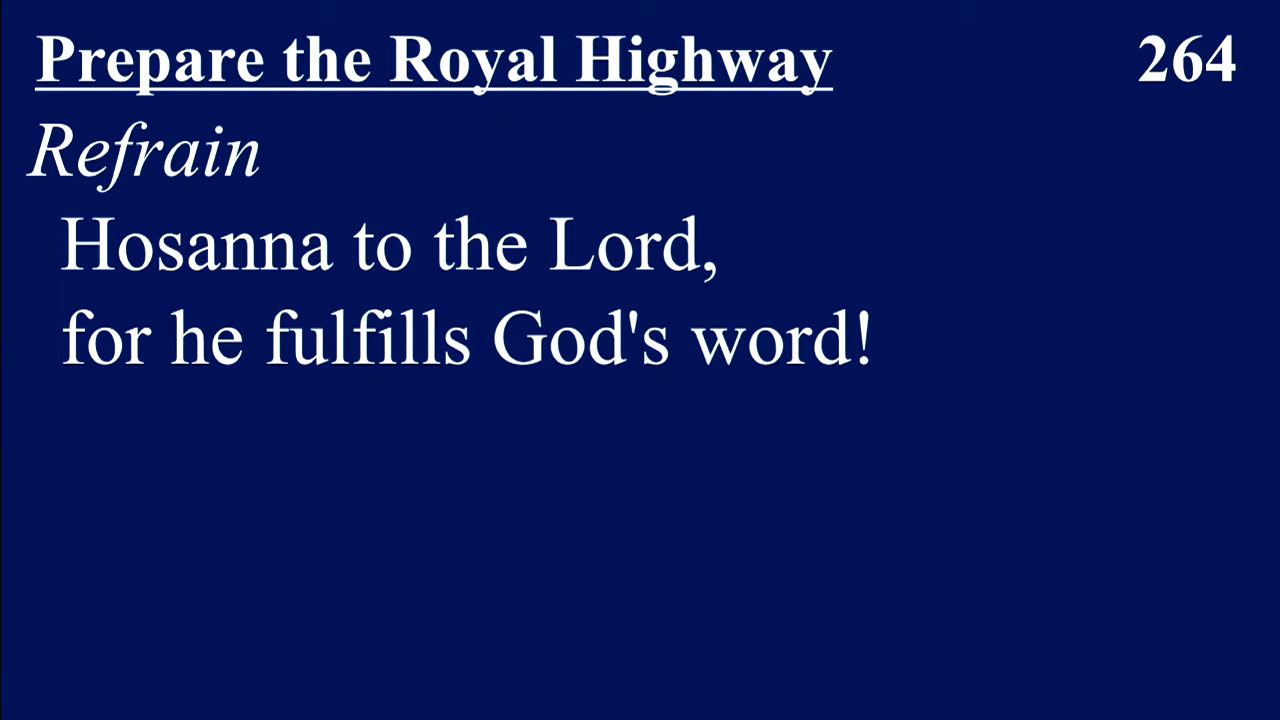 Prepare the Royal Highway 264
Refrain
Hosanna to the Lord,
for he fulfills God's word!